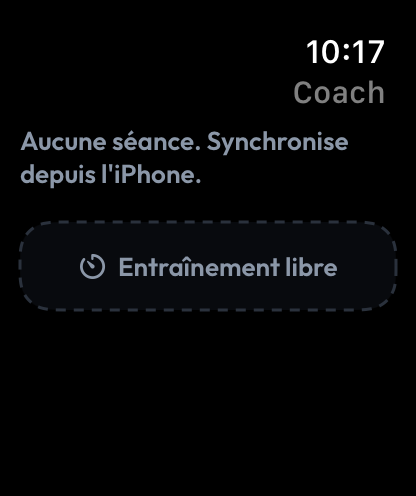 10:17
Coach
Aucune séance. Synchronise
depuis l'iPhone.
Entraînement libre